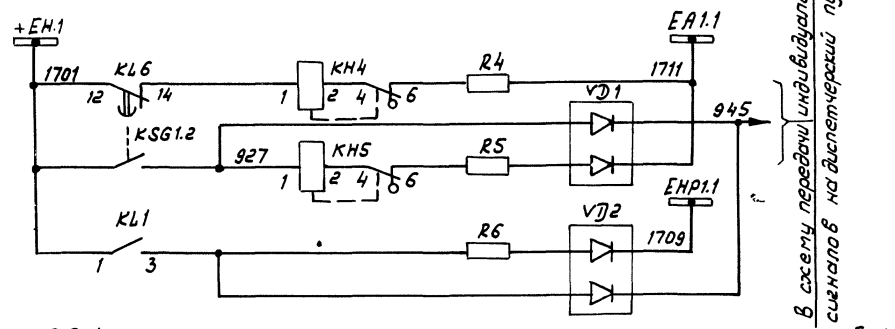 +EH.1
EA1.1
1701
KL6
12
14
1
2
KH4
4
6
R4
1711
VD1
945
KSG1.2
927
1
2
KH5
4
6
R5
EHP1.1
KL1
1
3
R6
VD2
1709
В схему передачи индивидуаль
сигналов на диспетчерский пу